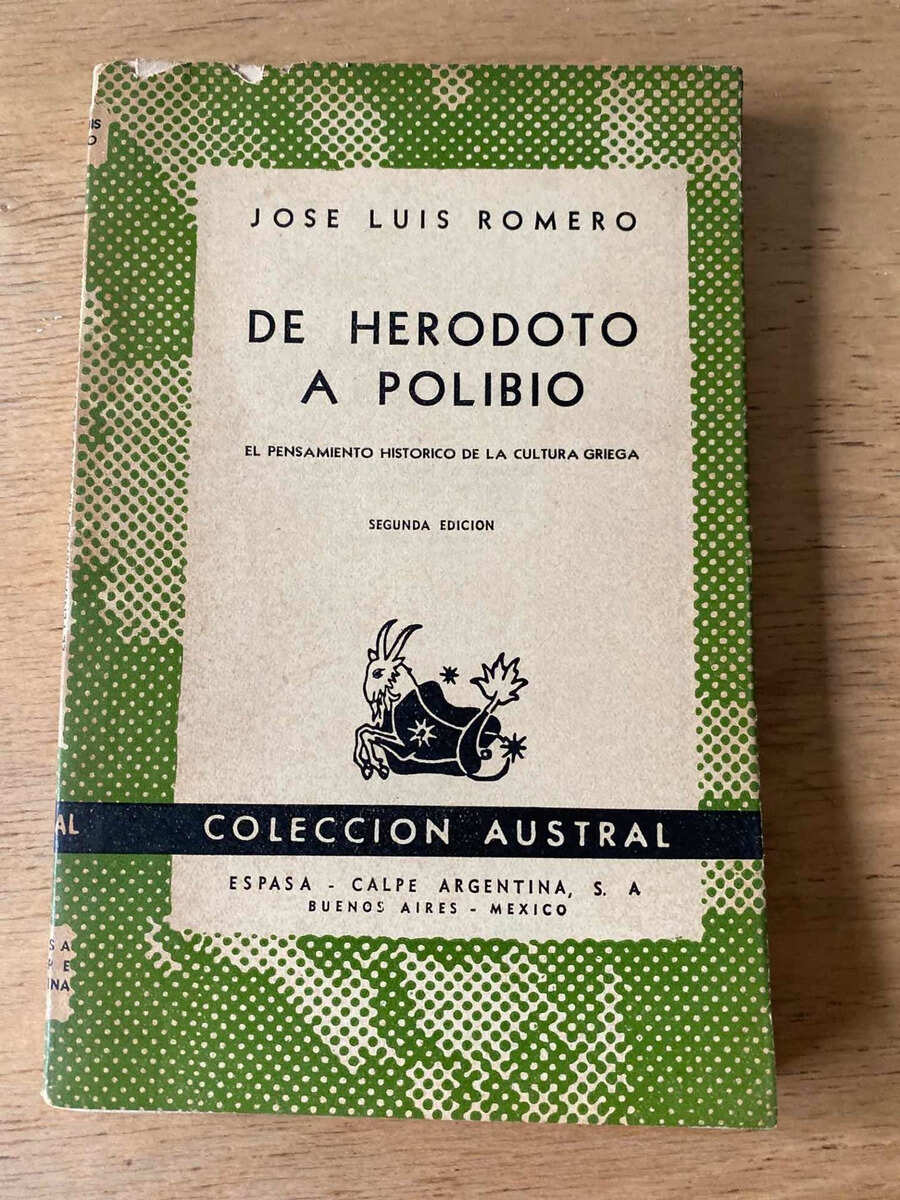 JOSE LUIS ROMERO
DE HERODOTO
A POLIBIO
EL PENSAMIENTO HISTORICO DE LA CULTURA GRIEGA
SEGUNDA EDICION
COLECCION AUSTRAL
ESPASA - CALPE ARGENTINA, S. A
BUENOS AIRES - MEXICO